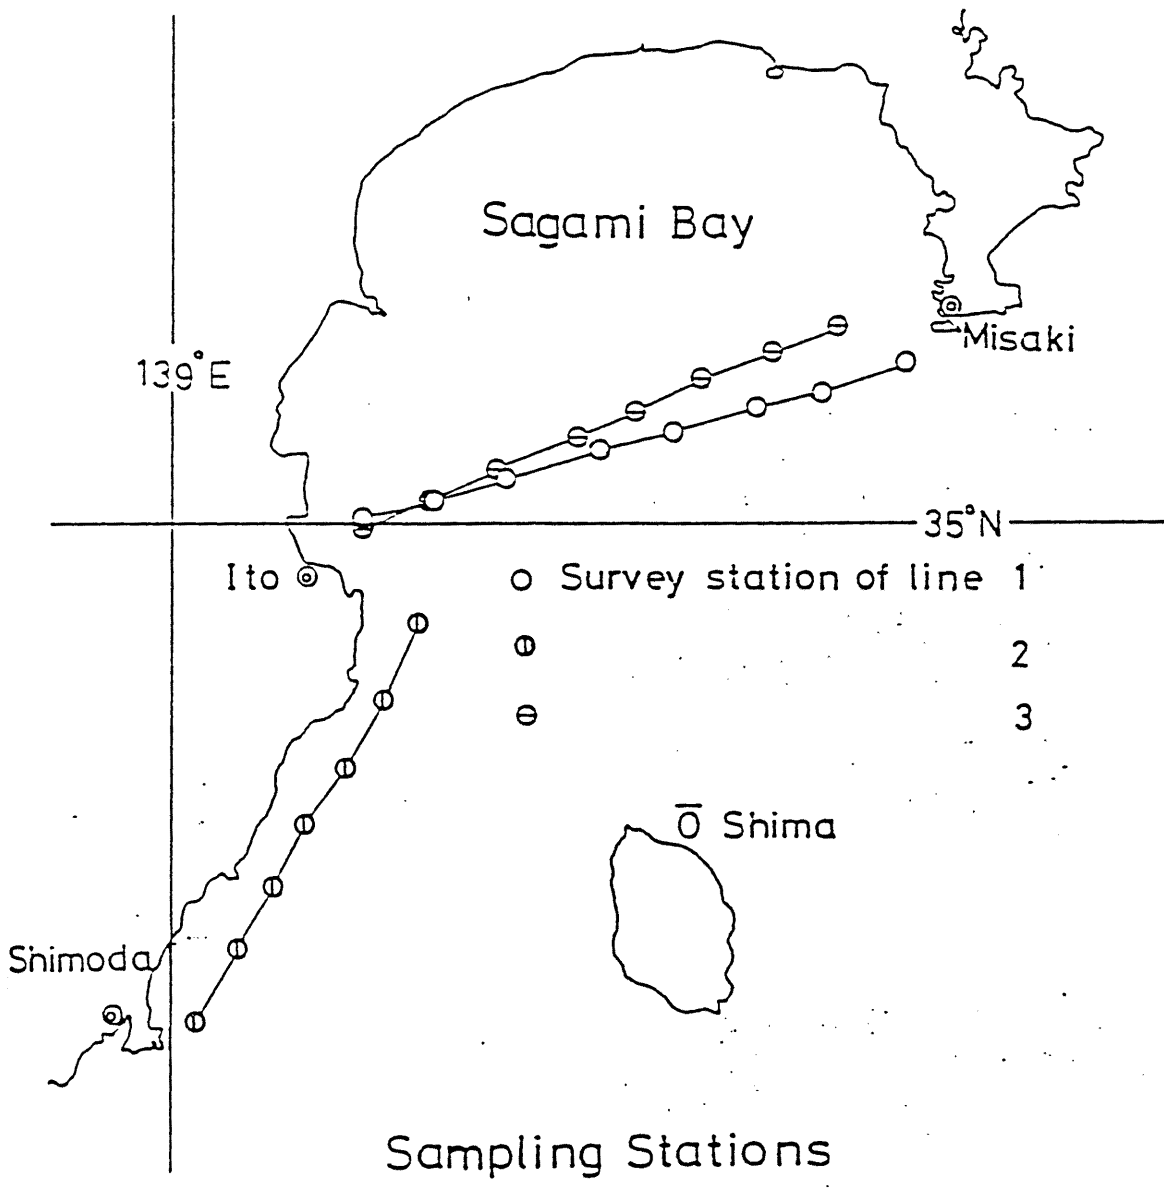 Sagami Bay
Misaki
139°E
35°N
Ito
Survey station of line 1
2
3
Ō Shima
Shimoda
Sampling Stations